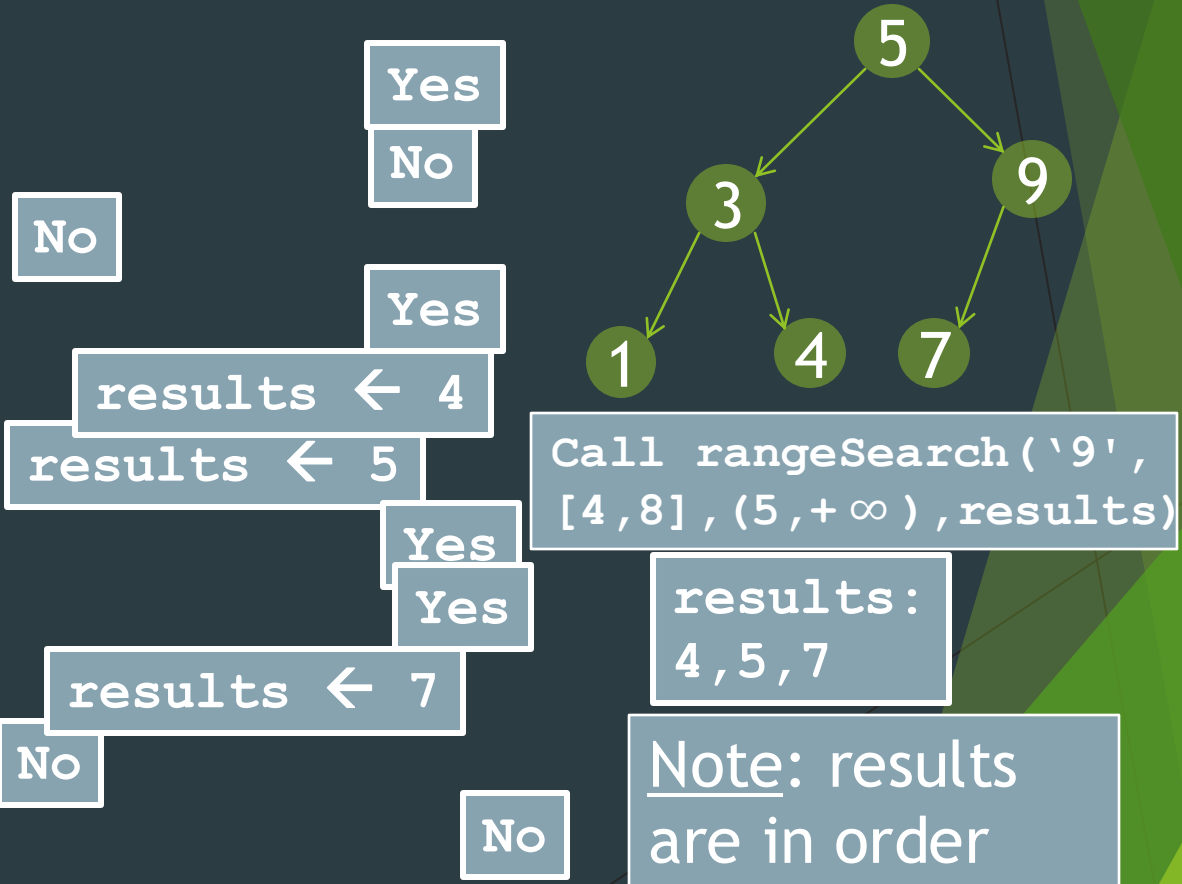 Yes
No
No
Yes
results ← 4
results ← 5
Yes
Yes
results ← 7
No
No
5
3
9
1
4
7
Call rangeSearch(‵9',
[4,8],(5,+∞),results)
results:
4,5,7
Note: results
are in order